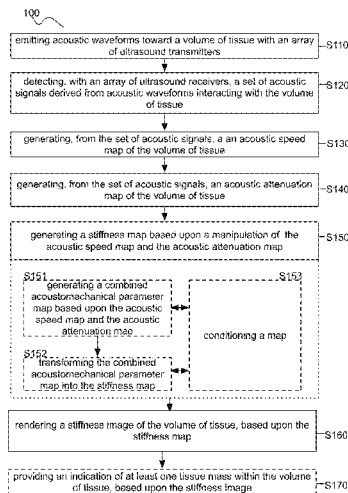 100
emitting acoustic waveforms toward a volume of tissue with an array
of ultrasound transmitters
S110
detecting, with an array of ultrasound receivers, a set of acoustic
signals derived from acoustic waveforms interacting with the volume
of tissue
S120
generating, from the set of acoustic signals, a an acoustic speed
map of the volume of tissue
S130
generating, from the set of acoustic signals, an acoustic attenuation
map of the volume of tissue
S140
generating a stiffness map based upon a manipulation of the
acoustic speed map and the acoustic attenuation map
S150
S151
generating a combined
acoustomechanical parameter
map based upon the acoustic
speed map and the acoustic
attenuation map
S152
transforming the combined
acoustomechanical parameter
map into the stiffness map
S153
conditioning a map
rendering a stiffness image of the volume of tissue, based upon the
stiffness map
S160
providing an indication of at least one tissue mass within the volume
of tissue, based upon the stiffness image
S170